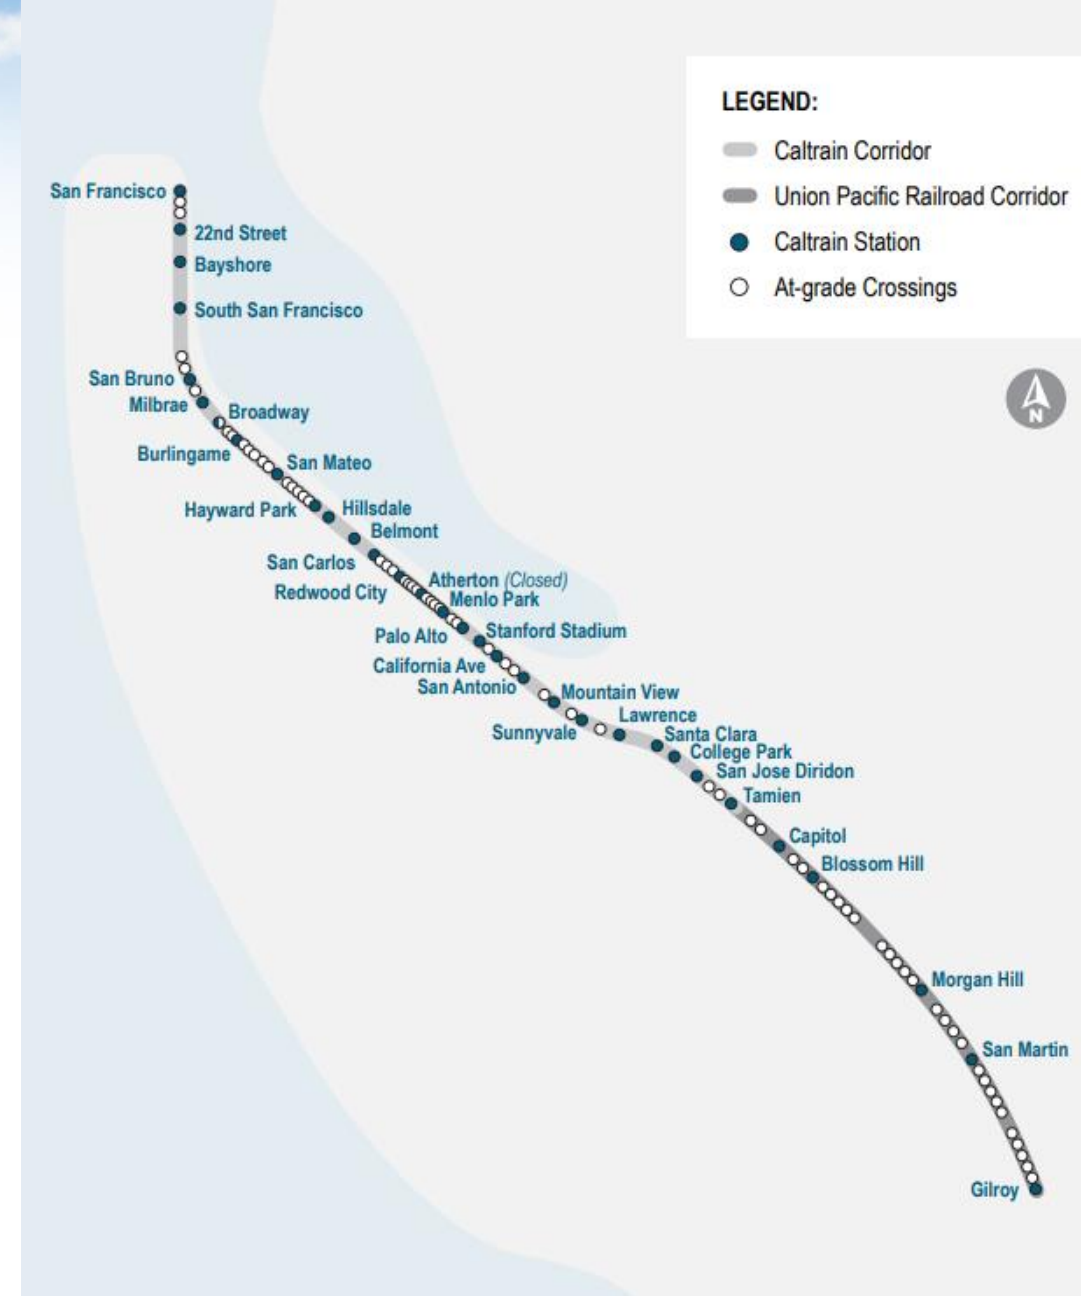 LEGEND:
Caltrain Corridor
Union Pacific Railroad Corridor
Caltrain Station
At-grade Crossings
N
San Francisco
22nd Street
Bayshore
South San Francisco
San Bruno
Milbrae
Broadway
Burlingame
San Mateo
Hayward Park
Hillsdale
Belmont
San Carlos
Redwood City
Atherton (Closed)
Menlo Park
Palo Alto
Stanford Stadium
California Ave
San Antonio
Mountain View
Sunnyvale
Lawrence
Santa Clara
College Park
San Jose Diridon
Tamien
Capitol
Blossom Hill
Morgan Hill
San Martin
Gilroy